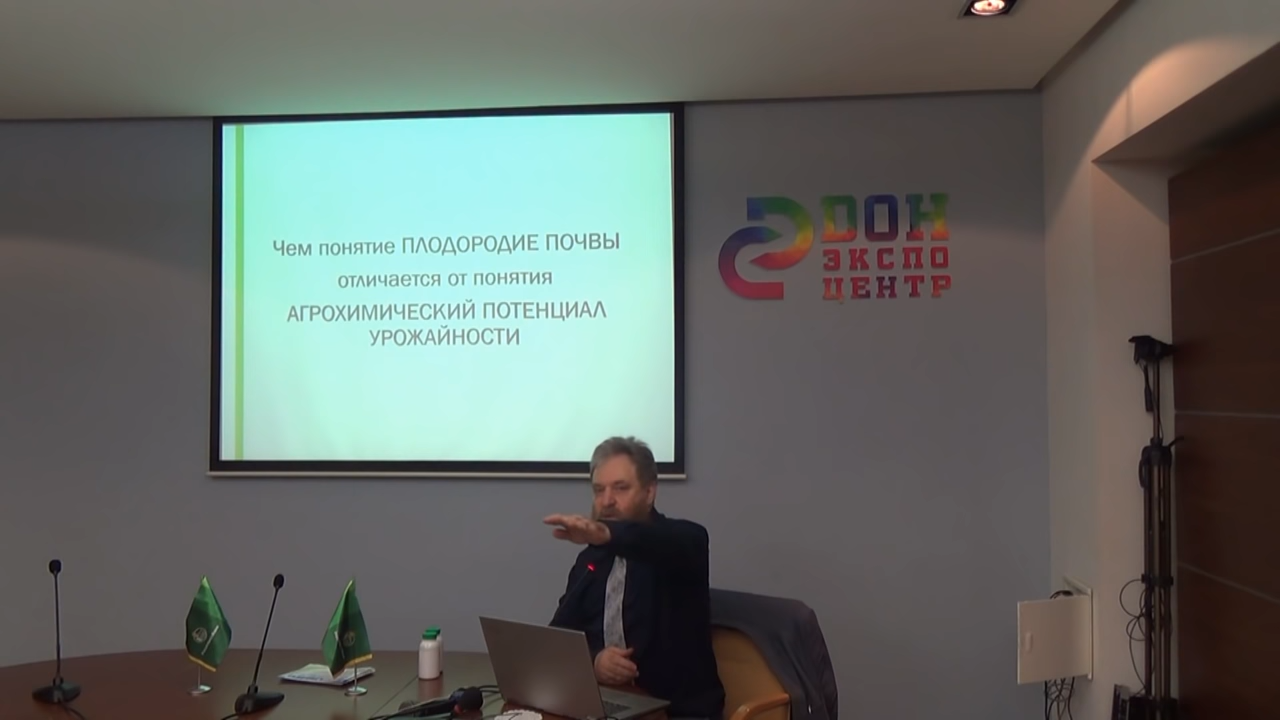 Чем понятие ПЛОДОРОДИЕ ПОЧВЫ
отличается от понятия
АГРОХИМИЧЕСКИЙ ПОТЕНЦИАЛ
УРОЖАЙНОСТИ
ДОН
ЭКСПО
ЦЕНТР